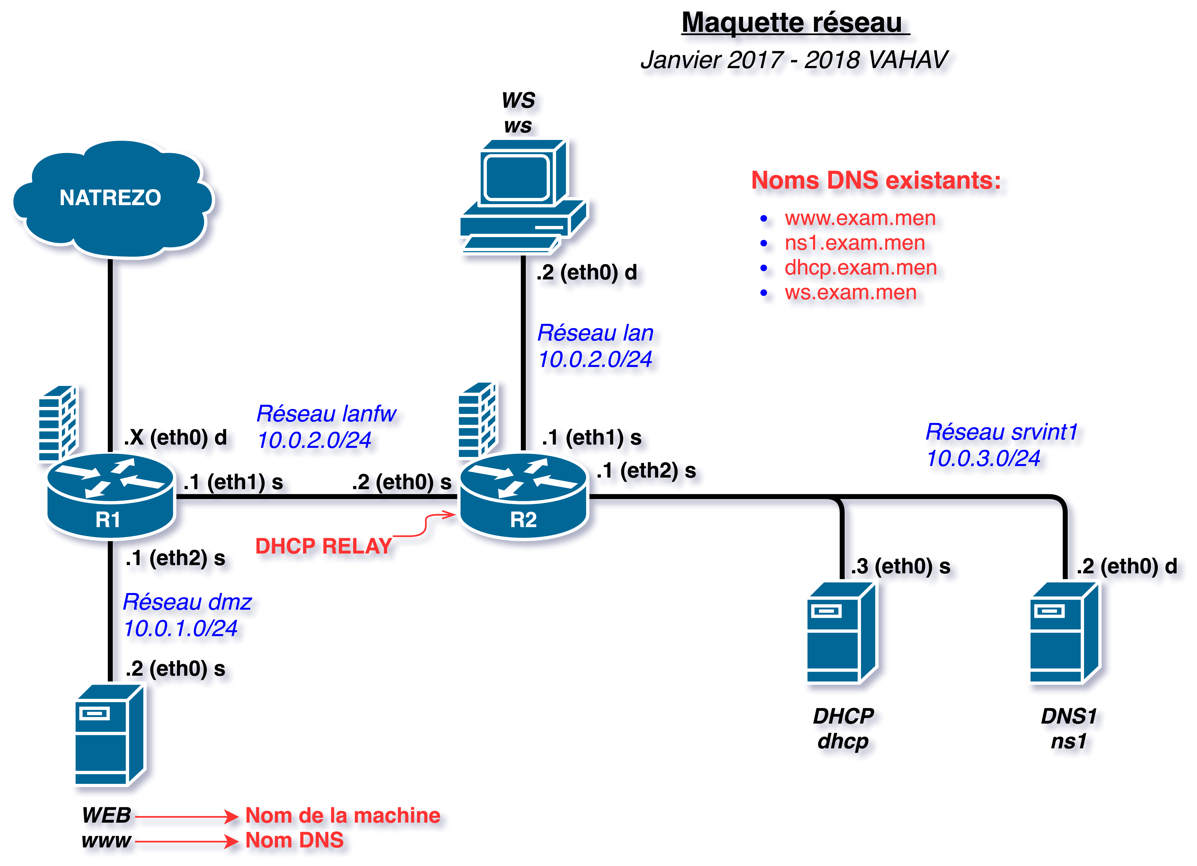 Maquette réseau
Janvier 2017 - 2018 VAHAV
WS
ws
NATREZO
Noms DNS existants:
• www.exam.men
• ns1.exam.men
• dhcp.exam.men
• ws.exam.men
.2 (eth0) d
Réseau lan
10.0.2.0/24
Réseau lanfw
10.0.2.0/24
.X (eth0) d
.1 (eth1) s
Réseau srvint1
10.0.3.0/24
.1 (eth2) s
.1 (eth1) s
.2 (eth0) s
R1
R2
DHCP RELAY
.1 (eth2) s
.3 (eth0) s
.2 (eth0) d
Réseau dmz
10.0.1.0/24
.2 (eth0) s
DHCP
dhcp
DNS1
ns1
WEB
Nom de la machine
www
Nom DNS